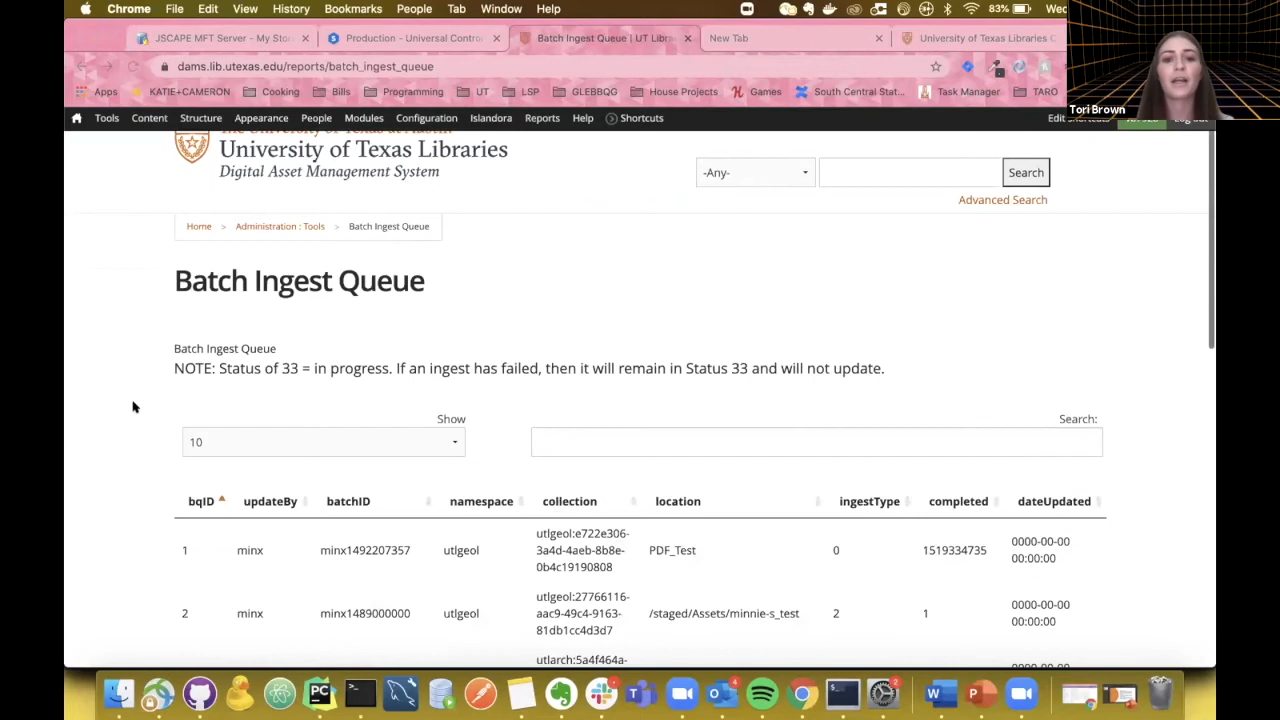 Chrome File Edit View History Bookmarks People Tab Window Help 83% Wed
JSCAPE MFT Server - My Sto
Production - Universal Contro
Batch Ingest Queue | UT Libr
New Tab
University of Texas Libraries C
dams.lib.utexas.edu/reports/batch_ingest_queue
Apps KATIE+CAMERON Cooking Bills Programming UT LSP GLEBBQG House Projects Games South Central Stat... Task Manager TARO
Tori Brown
Tools Content Structure Appearance People Modules Configuration Islandora Reports Help Shortcuts
The University of Texas at Austin
University of Texas Libraries
Digital Asset Management System
-Any-
Search
Advanced Search
Home > Administration : Tools > Batch Ingest Queue
Batch Ingest Queue
Batch Ingest Queue
NOTE: Status of 33 = in progress. If an ingest has failed, then it will remain in Status 33 and will not update.
Show
Search:
10
bqID updateBy batchID namespace collection location ingestType completed dateUpdated
1 minx minx1492207357 utlgeol utlgeol:e722e306-3a4d-4aeb-8b8e-0b4c19190808 PDF_Test 0 1519334735 0000-00-00 00:00:00
2 minx minx1489000000 utlgeol utlgeol:27766116-aac9-49c4-9163-81db1cc4d3d7 /staged/Assets/minnie-s_test 2 1 0000-00-00 00:00:00
utlarch:5a4f464a-